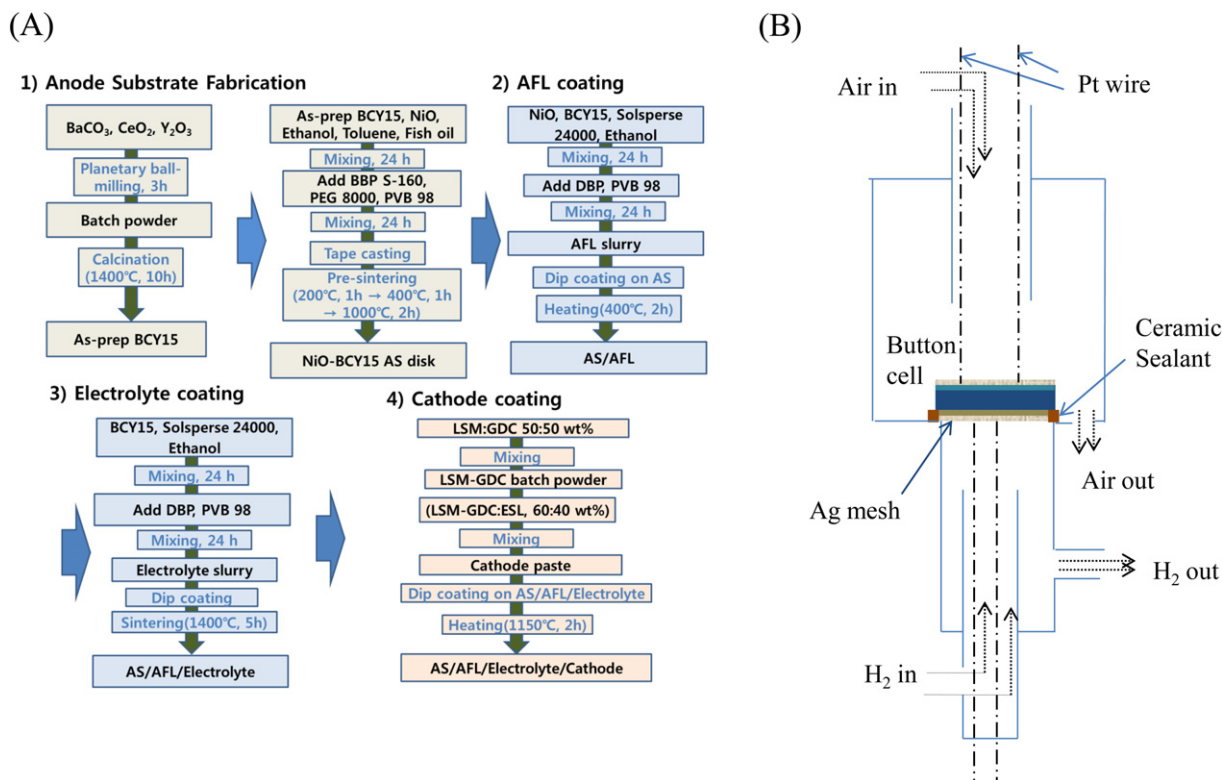 (A)
1) Anode Substrate Fabrication
BaCO₃, CeO₂, Y₂O₃
Planetary ball-
milling, 3h
Batch powder
Calcination
(1400℃, 10h)
As-prep BCY15
As-prep BCY15, NiO,
Ethanol, Toluene, Fish oil
Mixing, 24 h
Add BBP S-160,
PEG 8000, PVB 98
Mixing, 24 h
Tape casting
Pre-sintering
(200℃, 1h → 400℃, 1h
→ 1000℃, 2h)
NiO-BCY15 AS disk
2) AFL coating
NiO, BCY15, Solsperse
24000, Ethanol
Mixing, 24 h
Add DBP, PVB 98
Mixing, 24 h
AFL slurry
Dip coating on AS
Heating(400℃, 2h)
AS/AFL
3) Electrolyte coating
BCY15, Solsperse 24000,
Ethanol
Mixing, 24 h
Add DBP, PVB 98
Mixing, 24 h
Electrolyte slurry
Dip coating
Sintering(1400℃, 5h)
AS/AFL/Electrolyte
4) Cathode coating
LSM:GDC 50:50 wt%
Mixing
LSM-GDC batch powder
(LSM-GDC:ESL, 60:40 wt%)
Mixing
Cathode paste
Dip coating on AS/AFL/Electrolyte
Heating(1150℃, 2h)
AS/AFL/Electrolyte/Cathode
(B)
Air in
Pt wire
Button
cell
Ceramic
Sealant
Ag mesh
Air out
H₂ out
H₂ in